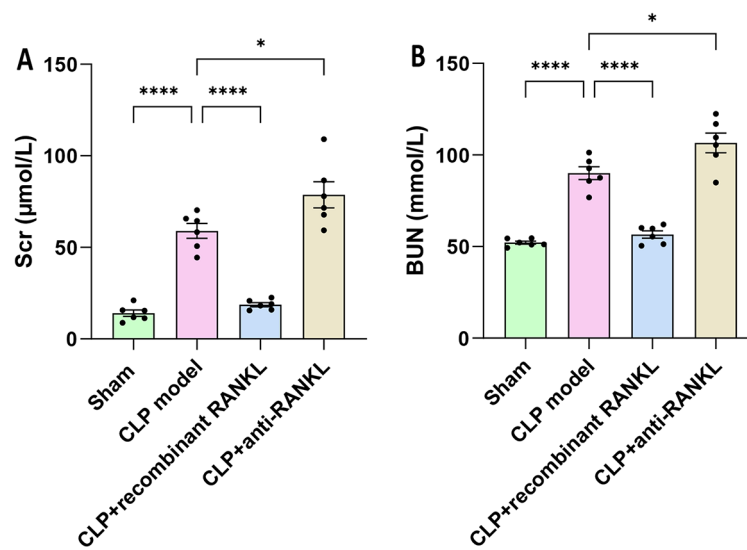 A
Scr (μmol/L)
150
100
50
0
****
****
*
Sham
CLP model
CLP+recombinant RANKL
CLP+anti-RANKL
B
BUN (mmol/L)
150
100
50
0
****
****
*
Sham
CLP model
CLP+recombinant RANKL
CLP+anti-RANKL